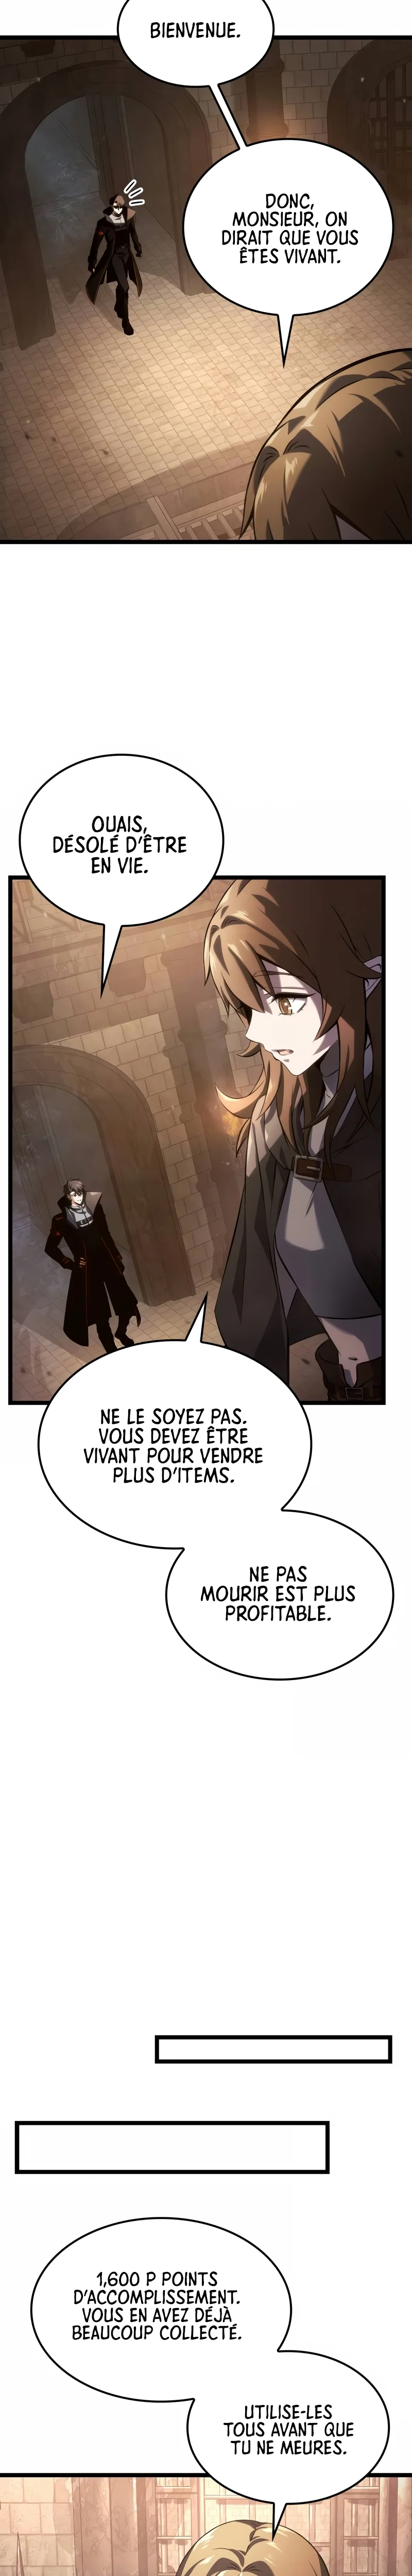 BIENVENUE.
DONC,
MONSIEUR, ON
DIRAIT QUE VOUS
ÊTES VIVANT.
OUAIS,
DÉSOLÉ D'ÊTRE
EN VIE.
NE LE SOYEZ PAS.
VOUS DEVEZ ÊTRE
VIVANT POUR VENDRE
PLUS D'ITEMS.
NE PAS
MOURIR EST PLUS
PROFITABLE.
1,600 P POINTS
D'ACCOMPLISSEMENT.
VOUS EN AVEZ DÉJÀ
BEAUCOUP COLLECTÉ.
UTILISE-LES
TOUS AVANT QUE
TU NE MEURES.